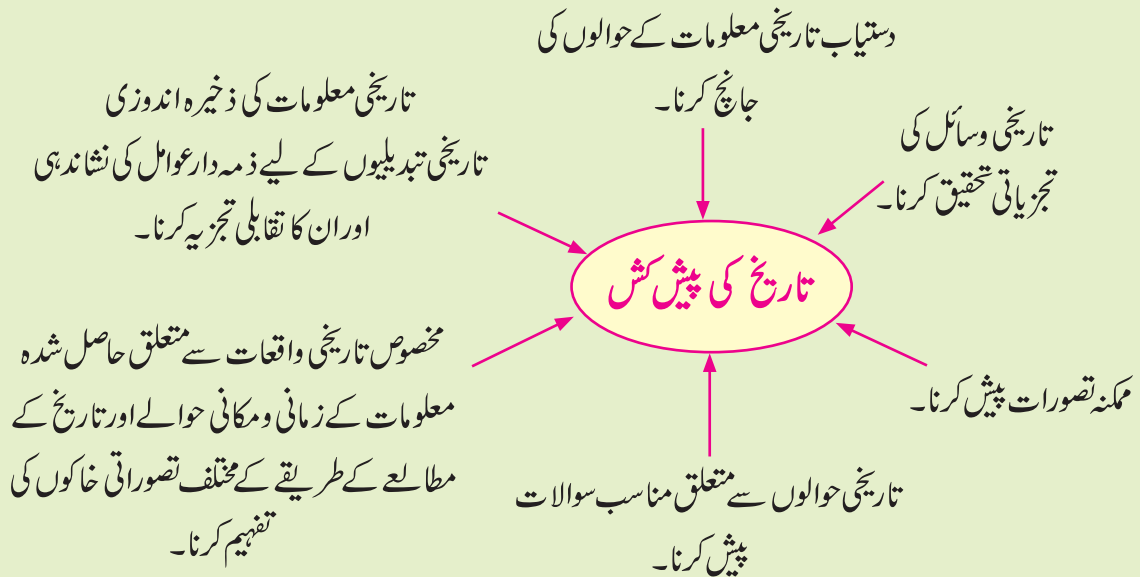 دستیاب تاریخی معلومات کے حوالوں کی
جانچ کرنا۔
تاریخی وسائل کی
تجزیاتی تحقیق کرنا۔
تاریخی معلومات کی ذخیرہ اندوزی
تاریخی تبدیلیوں کے لیے ذمہ دار عوامل کی نشاندہی
اور ان کا تقابلی تجزیہ کرنا۔
تاریخ کی پیش کش
مخصوص تاریخی واقعات سے متعلق حاصل شدہ
معلومات کے زمانی و مکانی حوالے اور تاریخ کے
مطالعے کے طریقے کے مختلف تصوراتی خاکوں کی
تفہیم کرنا۔
ممکنہ تصورات پیش کرنا۔
تاریخی حوالوں سے متعلق مناسب سوالات
پیش کرنا۔